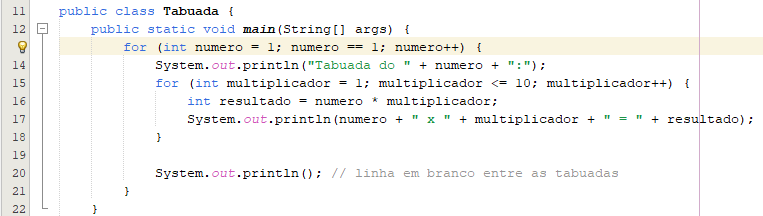 11 public class Tabuada {
12 public static void main(String[] args) {
for (int numero = 1; numero == 1; numero++) {
14 System.out.println("Tabuada do " + numero + ":");
15 for (int multiplicador = 1; multiplicador <= 10; multiplicador++) {
16 int resultado = numero * multiplicador;
17 System.out.println(numero + " x " + multiplicador + " = " + resultado);
18 }
19
20 System.out.println(); // linha em branco entre as tabuadas
21 }
22 }